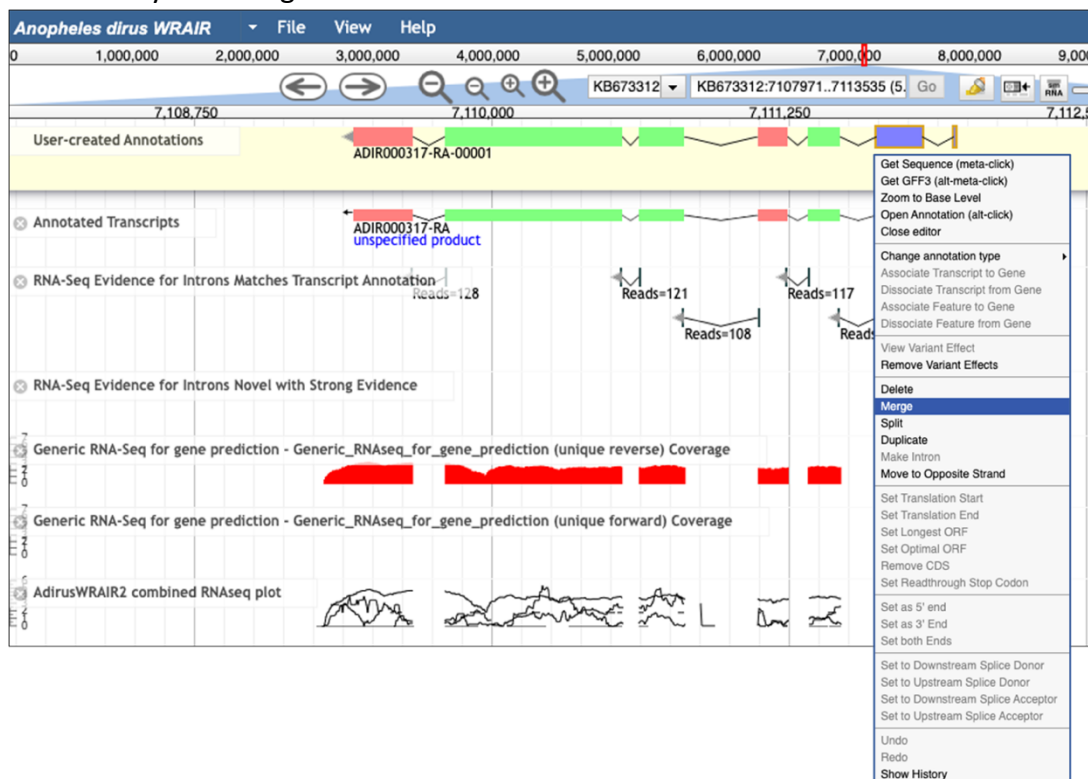 Anopheles dirus WRAIR File View Help
0 1,000,000 2,000,000 3,000,000 4,000,000 5,000,000 6,000,000 7,000,000 8,000,000 9,00
KB673312 KB673312:7107971..7113535 (5. Go RNA
7,108,750 7,110,000 7,111,250 7,112,5
User-created Annotations
ADIR000317-RA-00001
Annotated Transcripts
ADIR000317-RA
unspecified product
RNA-Seq Evidence for Introns Matches Transcript Annotation
Reads=128 Reads=121 Reads=117
Reads=108 Reads
RNA-Seq Evidence for Introns Novel with Strong Evidence
Generic RNA-Seq for gene prediction - Generic_RNAseq_for_gene_prediction (unique reverse) Coverage
Generic RNA-Seq for gene prediction - Generic_RNAseq_for_gene_prediction (unique forward) Coverage
AdirusWRAIR2 combined RNAseq plot
Get Sequence (meta-click)
Get GFF3 (alt-meta-click)
Zoom to Base Level
Open Annotation (alt-click)
Close editor
Change annotation type
Associate Transcript to Gene
Dissociate Transcript from Gene
Associate Feature to Gene
Dissociate Feature from Gene
View Variant Effect
Remove Variant Effects
Delete
Merge
Split
Duplicate
Make Intron
Move to Opposite Strand
Set Translation Start
Set Translation End
Set Longest ORF
Set Optimal ORF
Remove CDS
Set Readthrough Stop Codon
Set as 5' end
Set as 3' End
Set both Ends
Set to Downstream Splice Donor
Set to Upstream Splice Donor
Set to Downstream Splice Acceptor
Set to Upstream Splice Acceptor
Undo
Redo
Show History